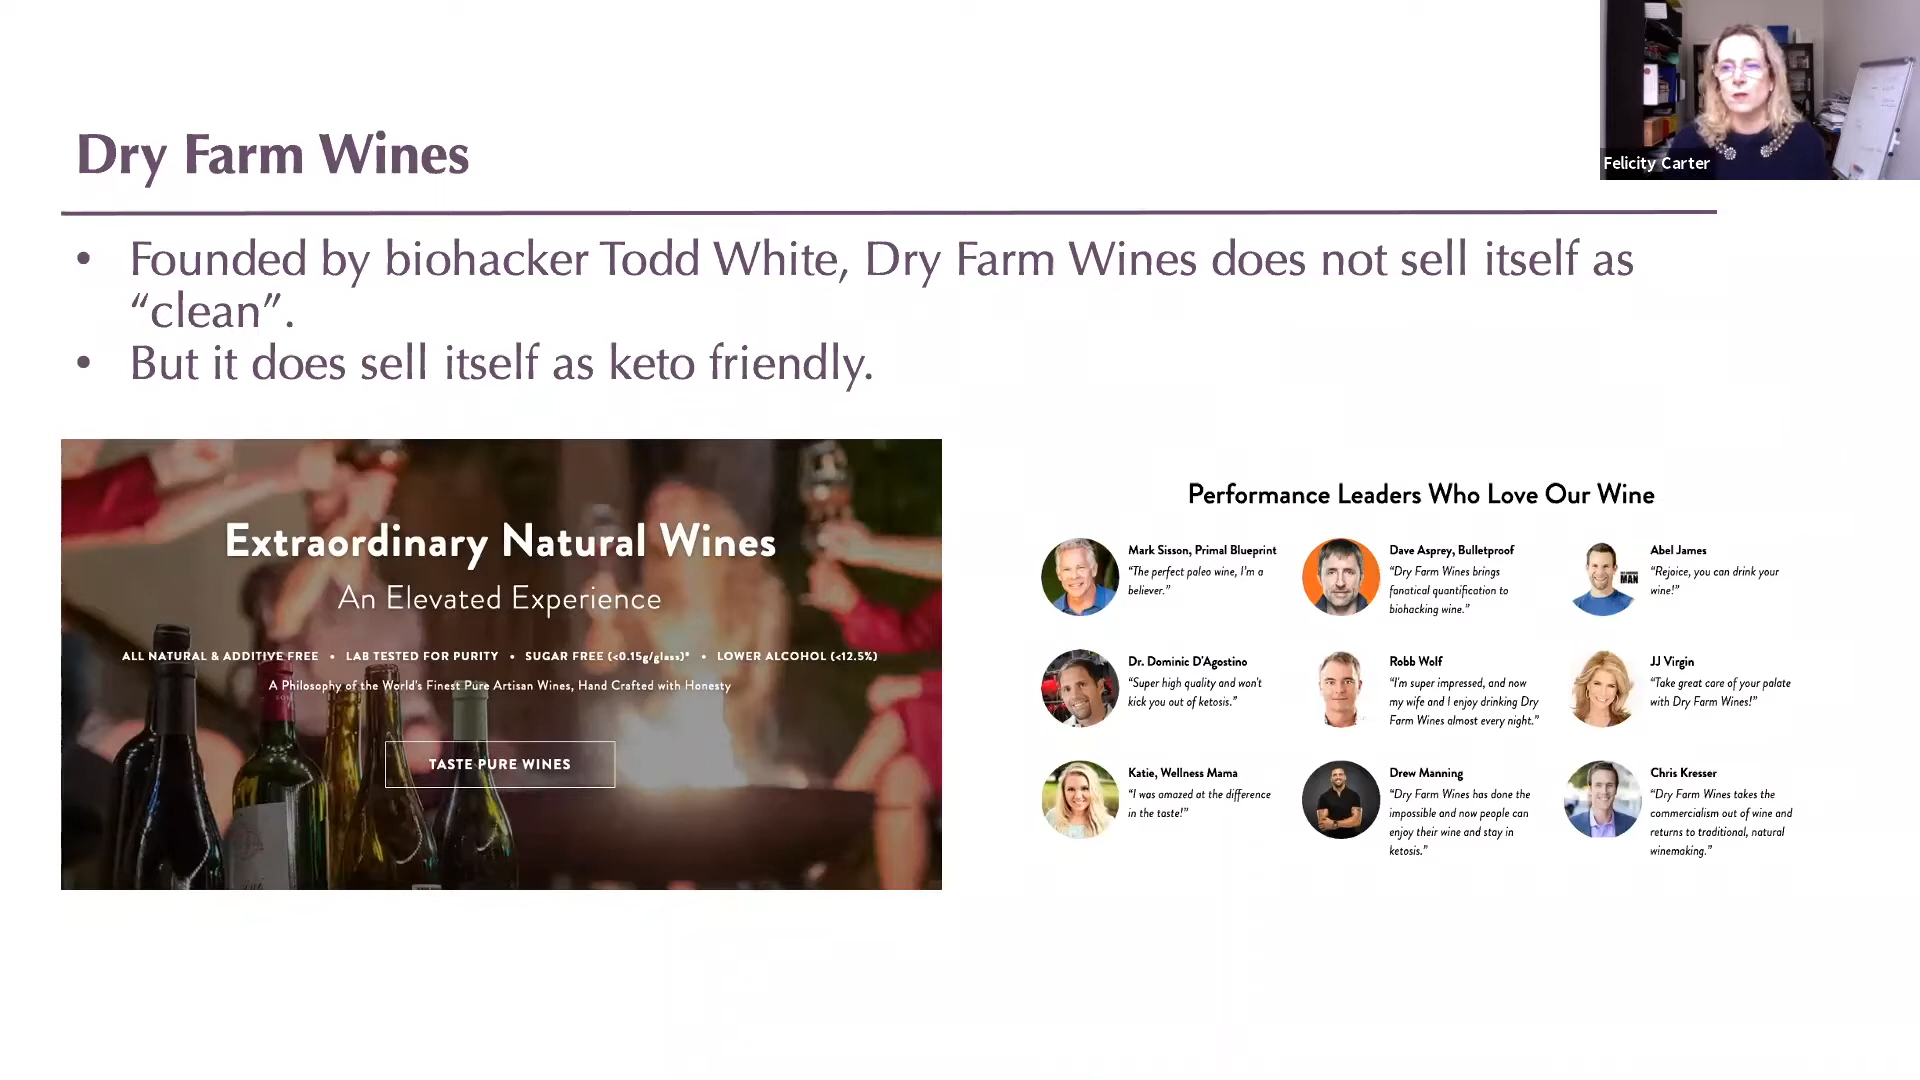 Felicity Carter
Dry Farm Wines
• Founded by biohacker Todd White, Dry Farm Wines does not sell itself as
“clean”.
• But it does sell itself as keto friendly.
Extraordinary Natural Wines
An Elevated Experience
ALL NATURAL & ADDITIVE FREE • LAB TESTED FOR PURITY • SUGAR FREE (<0.15g/glass)* • LOWER ALCOHOL (<12.5%)
A Philosophy of the World's Finest Pure Artisan Wines, Hand Crafted with Honesty
TASTE PURE WINES
Performance Leaders Who Love Our Wine
Mark Sisson, Primal Blueprint
“The perfect paleo wine, I'm a
believer.”
Dave Asprey, Bulletproof
“Dry Farm Wines brings
fanatical quantification to
biohacking wine.”
Abel James
“Rejoice, you can drink your
wine!”
MAN
Dr. Dominic D'Agostino
“Super high quality and won't
kick you out of ketosis.”
Robb Wolf
“I'm super impressed, and now
my wife and I enjoy drinking Dry
Farm Wines almost every night.”
JJ Virgin
“Take great care of your palate
with Dry Farm Wines!”
Katie, Wellness Mama
“I was amazed at the difference
in the taste!”
Drew Manning
“Dry Farm Wines has done the
impossible and now people can
enjoy their wine and stay in
ketosis.”
Chris Kresser
“Dry Farm Wines takes the
commercialism out of wine and
returns to traditional, natural
winemaking.”